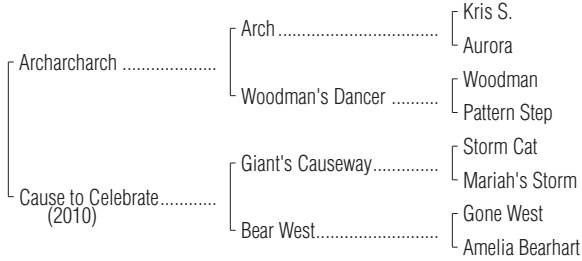 Kris S.
Arch ..................................
Aurora
Archarcharch ....................
Woodman
Woodman's Dancer ..........
Pattern Step
Storm Cat
Giant's Causeway..............
Mariah's Storm
Cause to Celebrate............
(2010)
Gone West
Bear West..........................
Amelia Bearhart